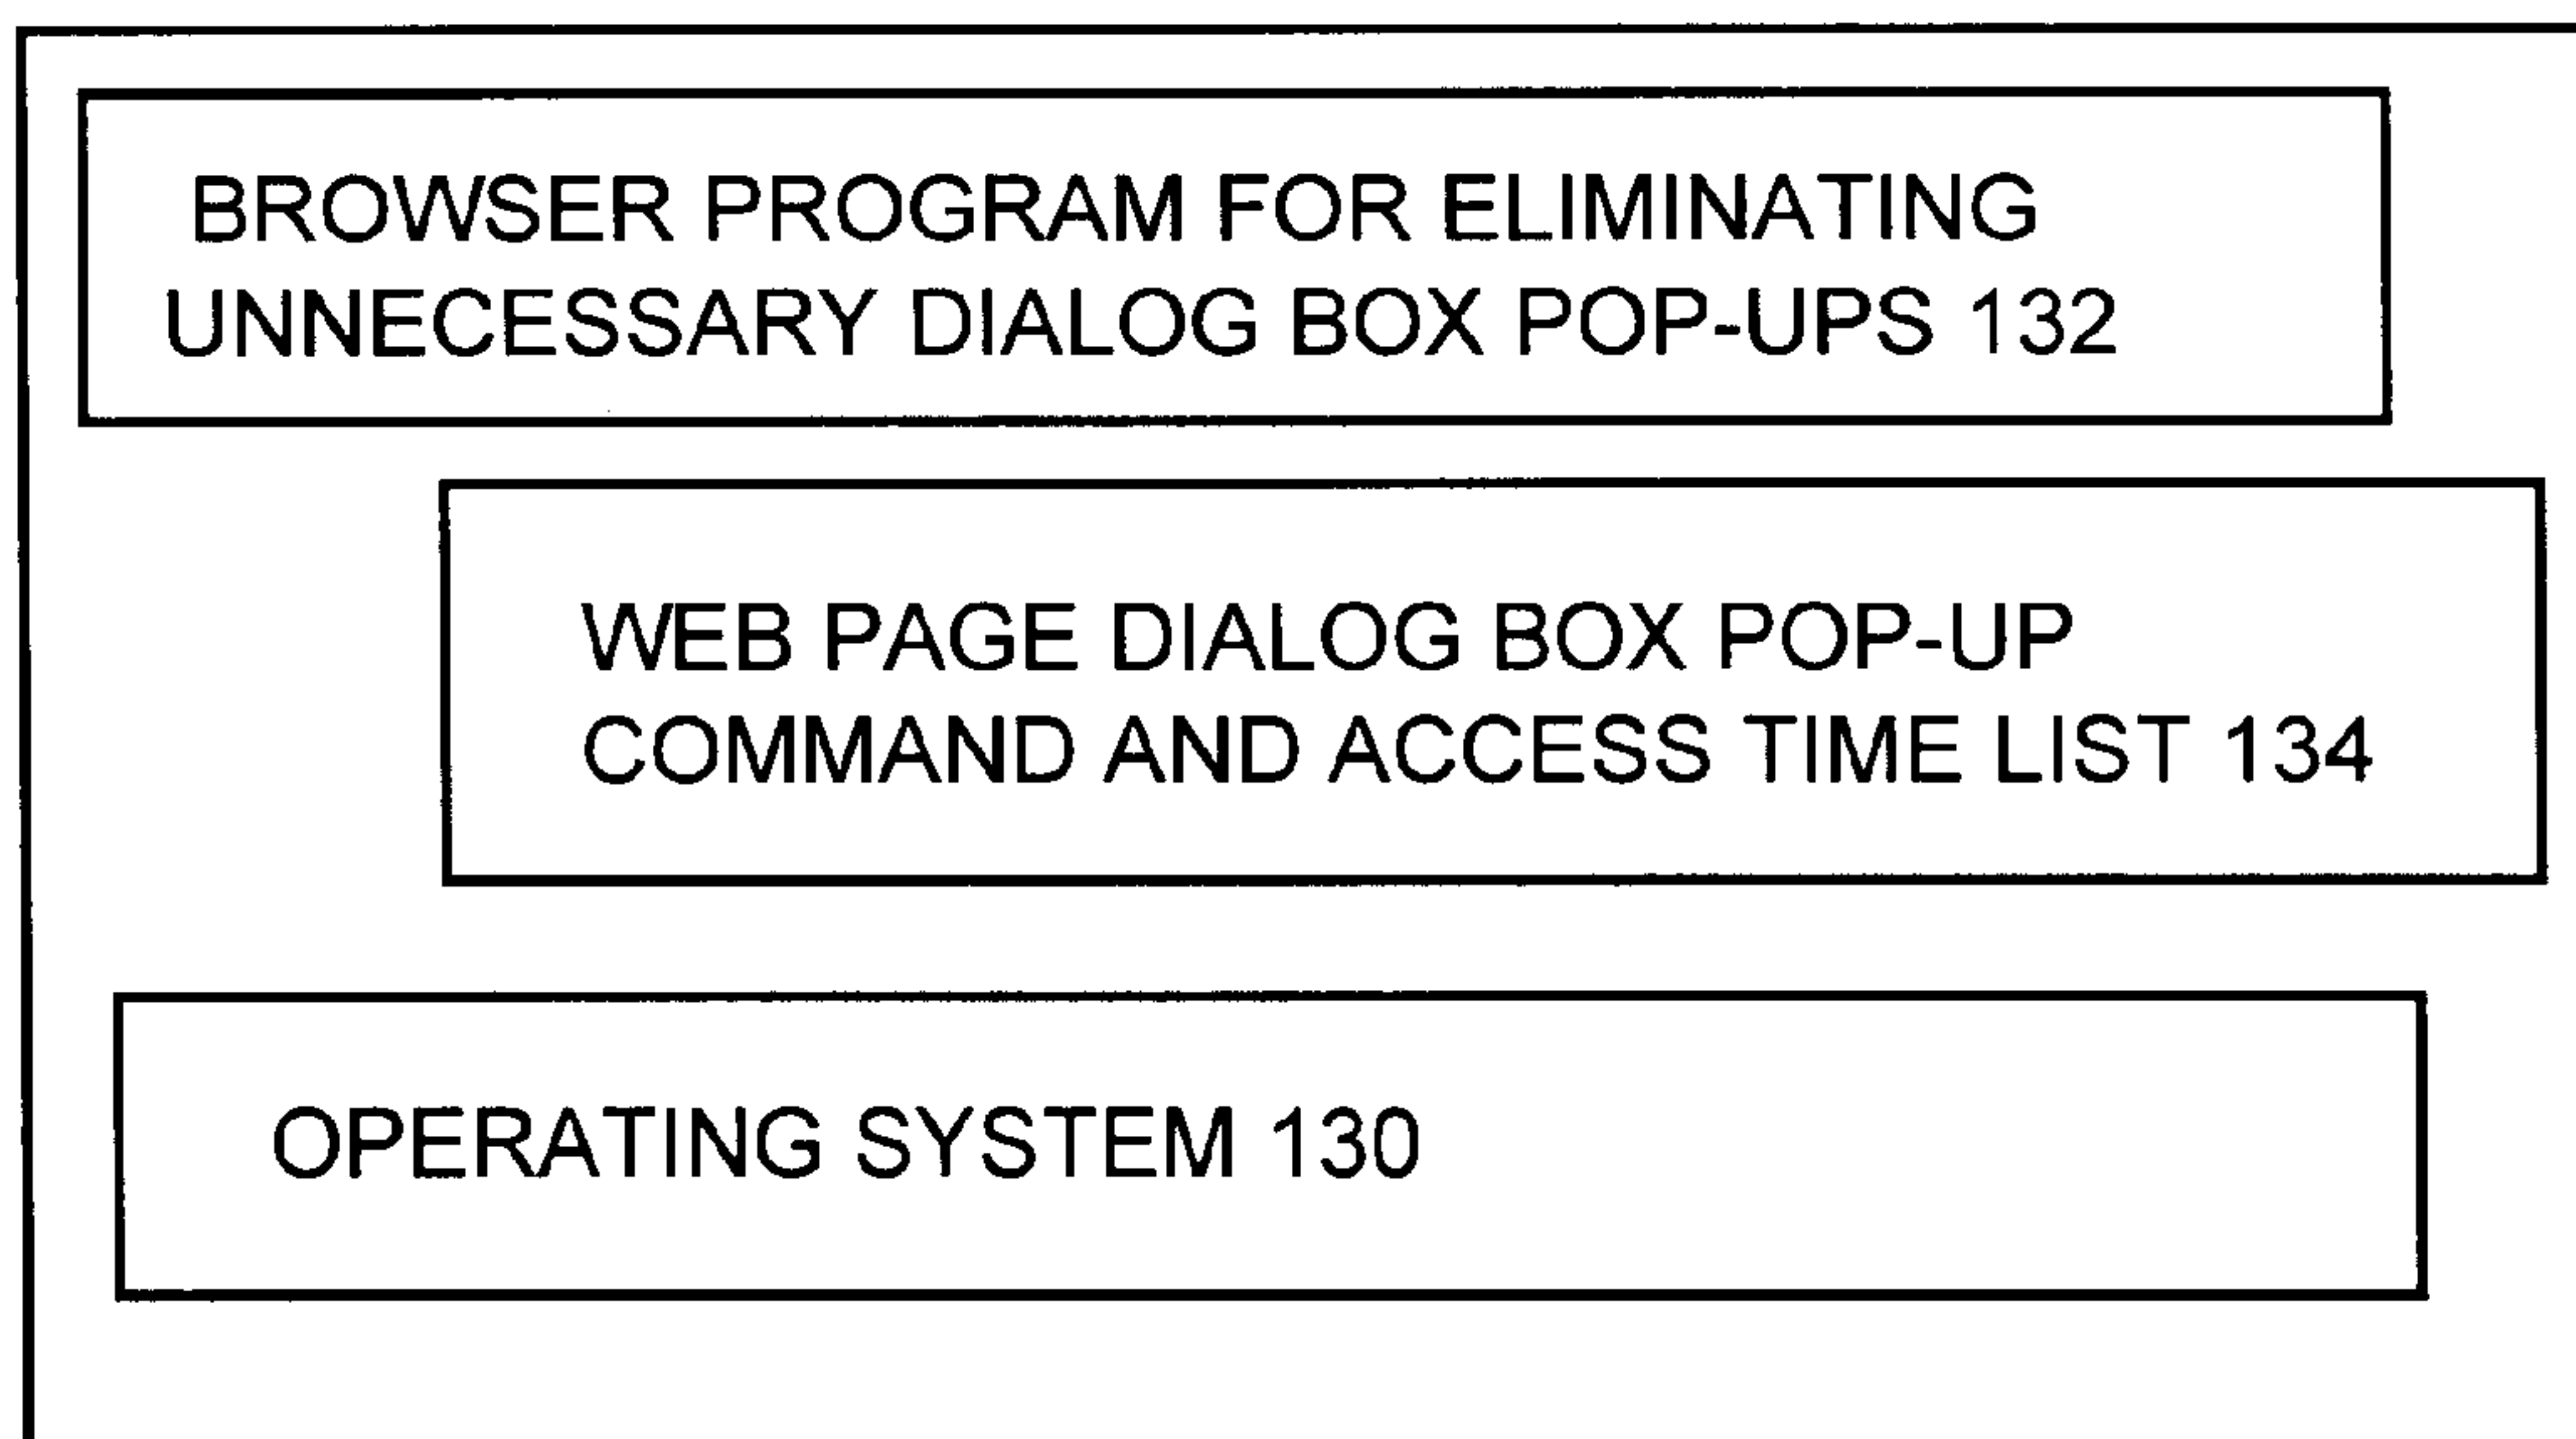 BROWSER PROGRAM FOR ELIMINATING
UNNECESSARY DIALOG BOX POP-UPS 132
WEB PAGE DIALOG BOX POP-UP
COMMAND AND ACCESS TIME LIST 134
OPERATING SYSTEM 130